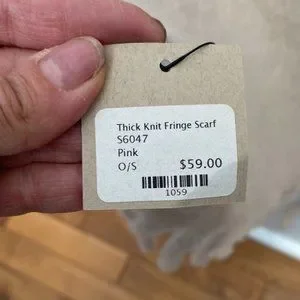 Thick Knit Fringe Scarf
S6047
Pink
O/S $59.00
1059